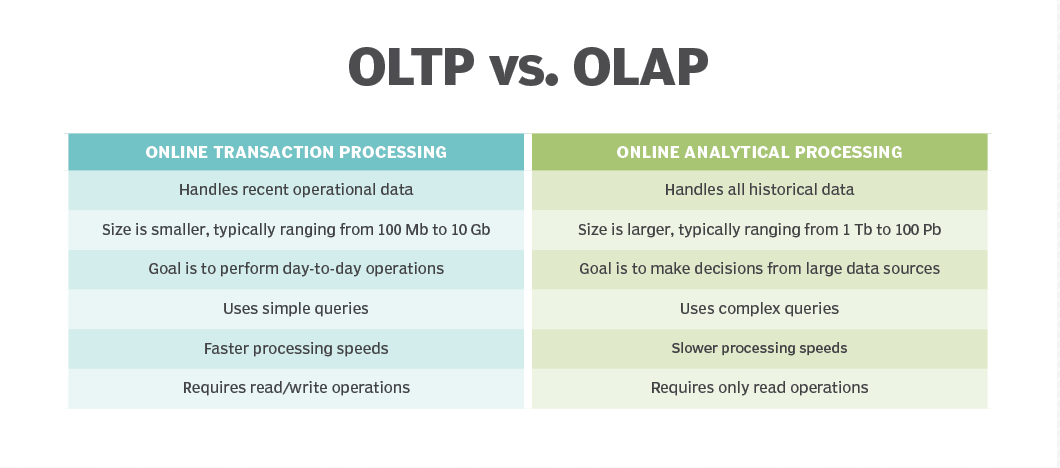 OLTP vs. OLAP
ONLINE TRANSACTION PROCESSING
ONLINE ANALYTICAL PROCESSING
Handles recent operational data
Handles all historical data
Size is smaller, typically ranging from 100 Mb to 10 Gb
Size is larger, typically ranging from 1 Tb to 100 Pb
Goal is to perform day-to-day operations
Goal is to make decisions from large data sources
Uses simple queries
Uses complex queries
Faster processing speeds
Slower processing speeds
Requires read/write operations
Requires only read operations